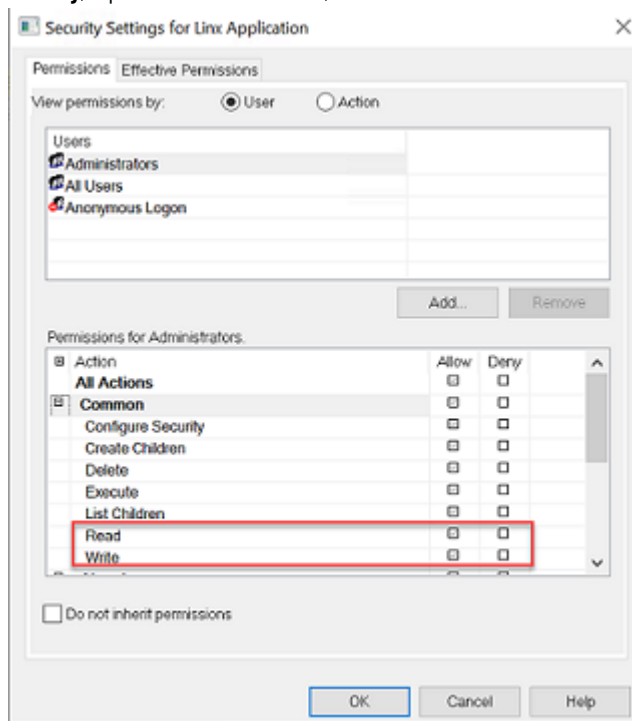 Security Settings for Linx Application
Permissions Effective Permissions
View permissions by: User Action
Users
Administrators
All Users
Anonymous Logon
Add... Remove
Permissions for Administrators.
Action Allow Deny
All Actions
Common
Configure Security
Create Children
Delete
Execute
List Children
Read
Write
Do not inherit permissions
OK Cancel Help